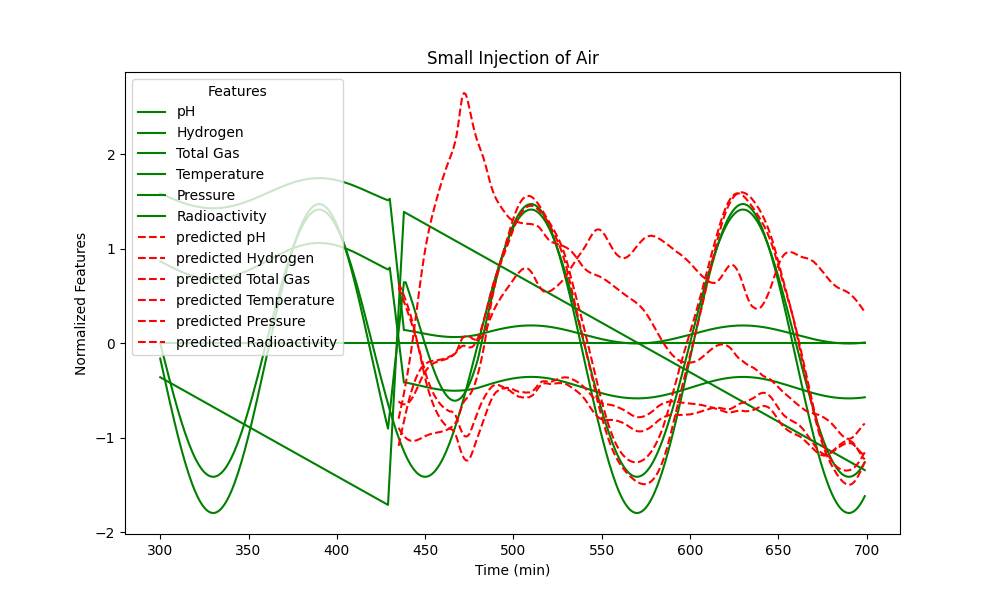 Small Injection of Air
Features
pH
Hydrogen
Total Gas
Temperature
Pressure
Radioactivity
predicted pH
predicted Hydrogen
predicted Total Gas
predicted Temperature
predicted Pressure
predicted Radioactivity
Normalized Features
2
1
0
−1
−2
300 350 400 450 500 550 600 650 700
Time (min)